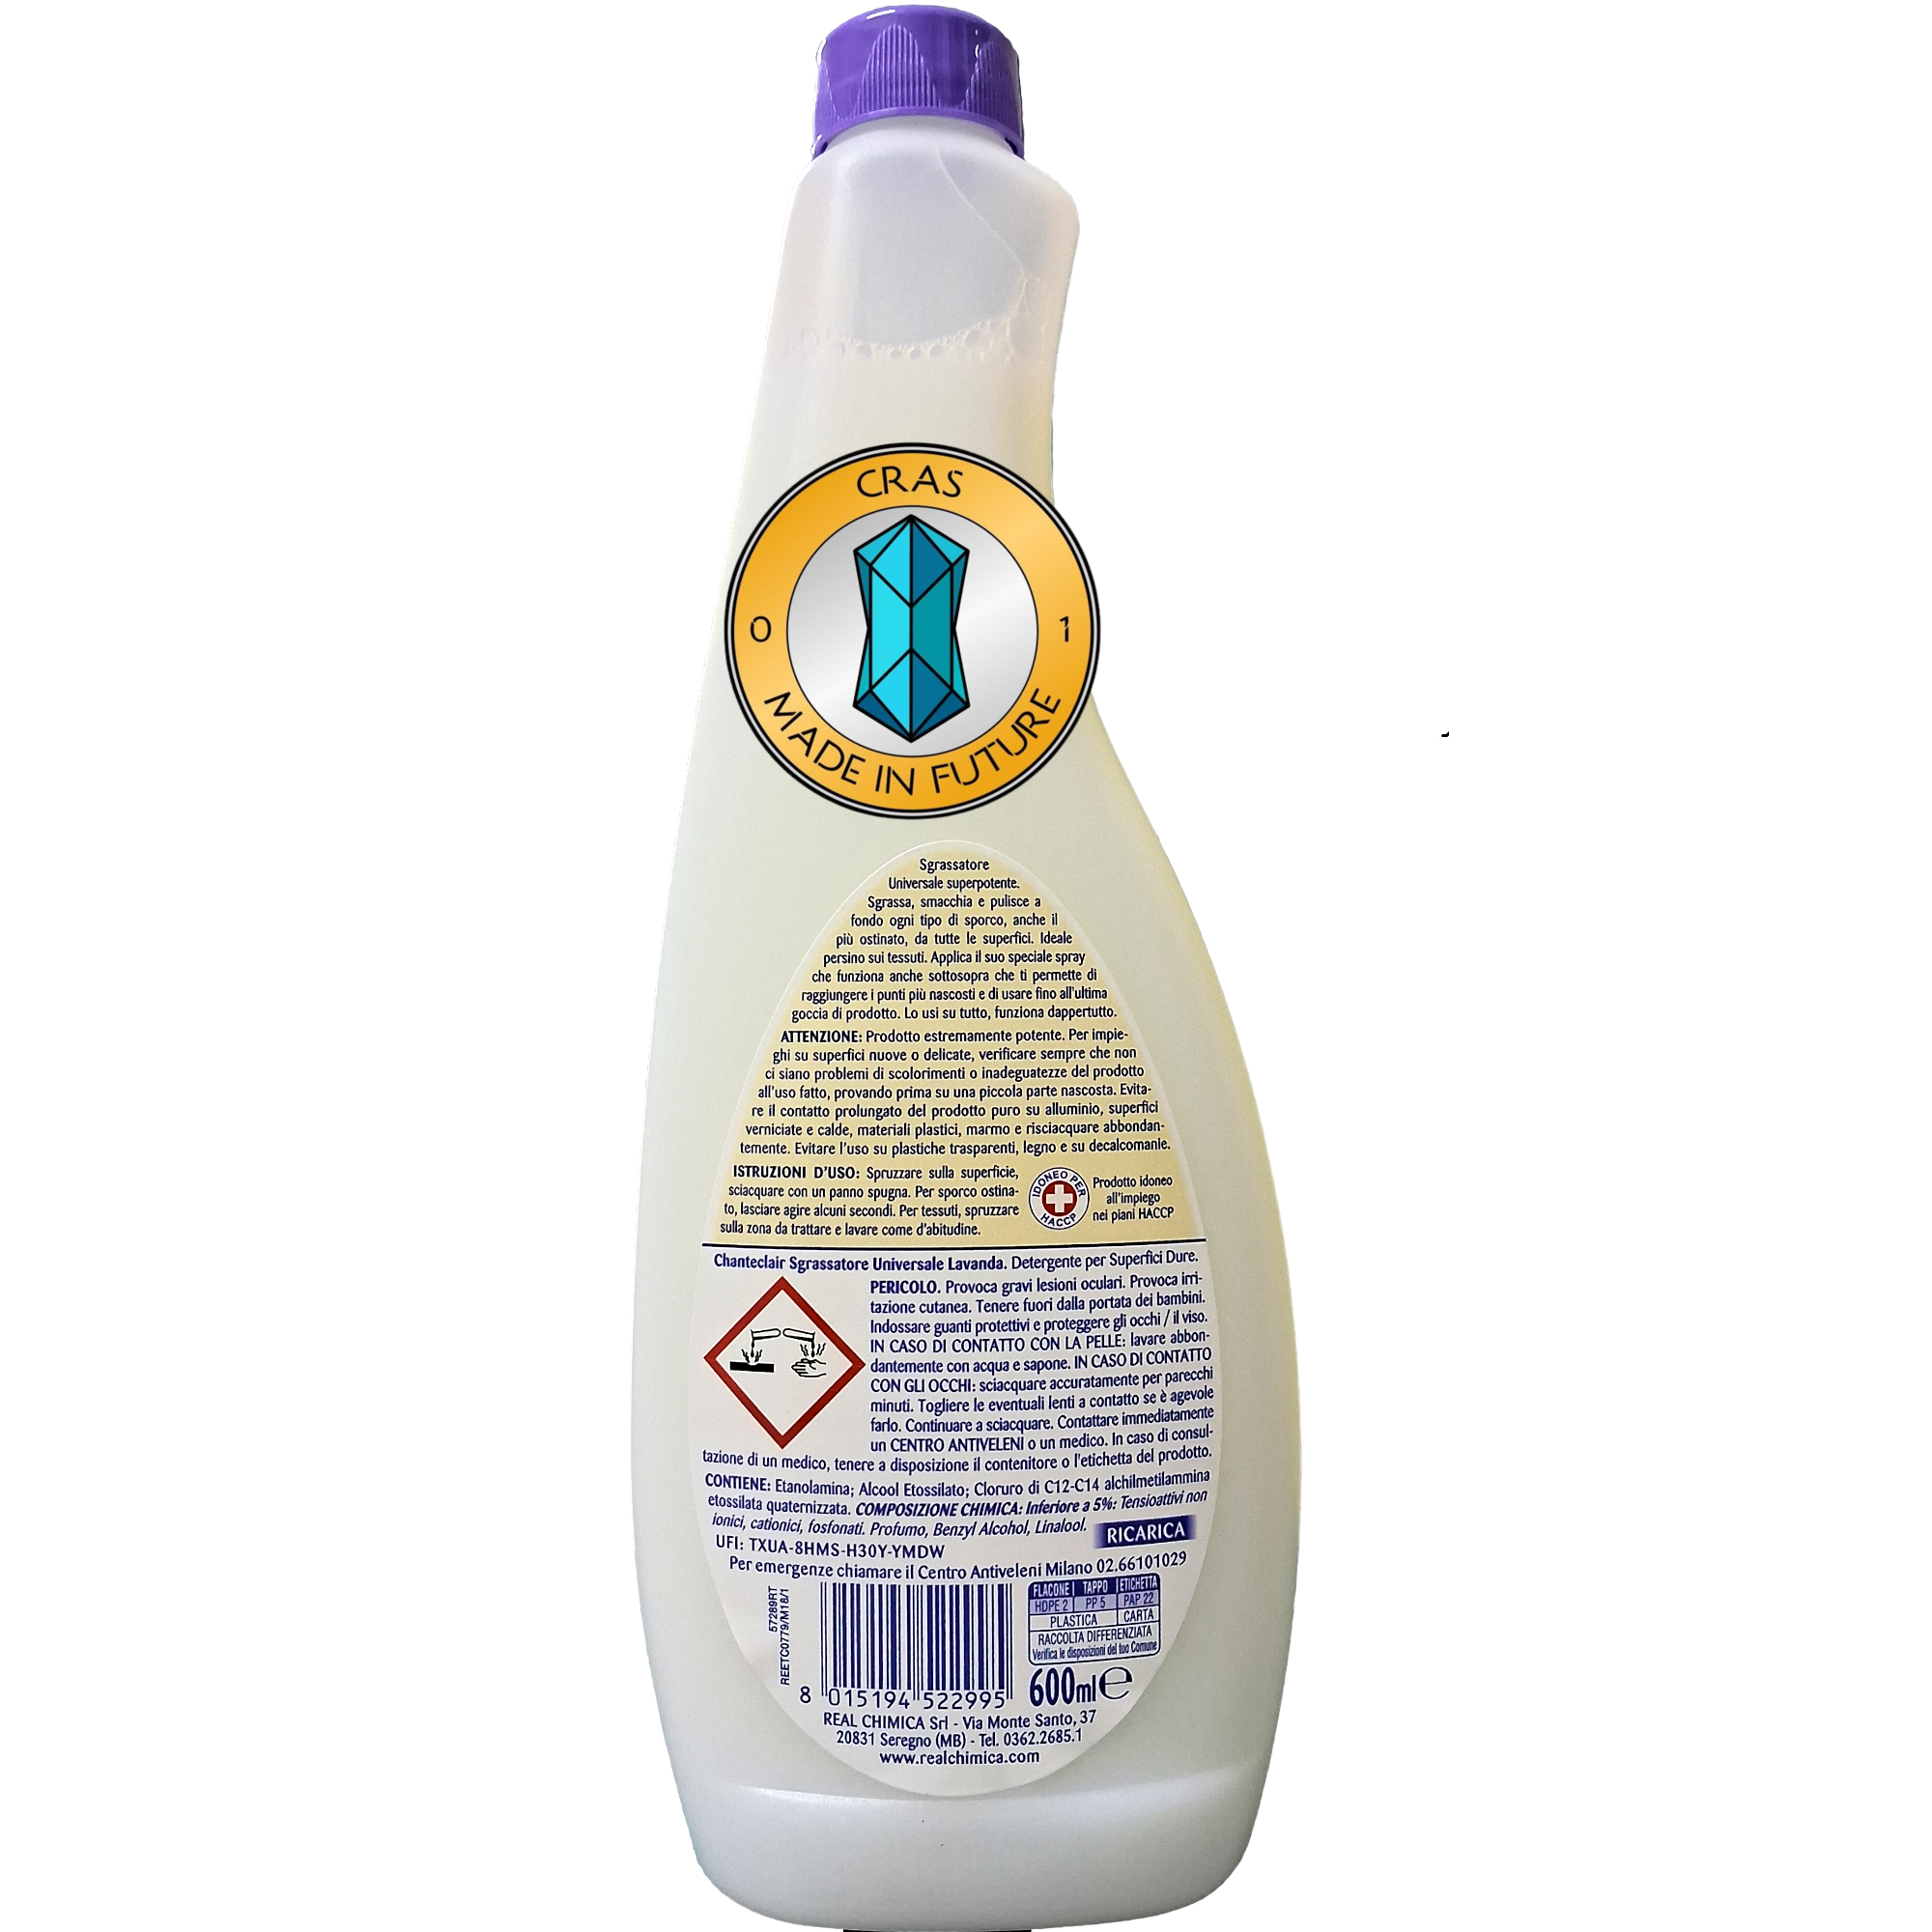 CRAS
0 1
MADE IN FUTURE
Sgrassatore
Universale superpotente.
Sgrassa, smacchia e pulisce a
fondo ogni tipo di sporco, anche il
più ostinato, da tutte le superfici. Ideale
persino sui tessuti. Applica il suo speciale spray
che funziona anche sottosopra che ti permette di
raggiungere i punti più nascosti e di usare fino all'ultima
goccia di prodotto. Lo usi su tutto, funziona dappertutto.
ATTENZIONE: Prodotto estremamente potente. Per impie-
ghi su superfici nuove o delicate, verificare sempre che non
ci siano problemi di scolorimenti o inadeguatezze del prodotto
all'uso fatto, provando prima su una piccola parte nascosta. Evita-
re il contatto prolungato del prodotto puro su alluminio, superfici
verniciate e calde, materiali plastici, marmo e risciacquare abbondan-
temente. Evitare l'uso su plastiche trasparenti, legno e su decalcomanie.
ISTRUZIONI D'USO: Spruzzare sulla superficie,
sciacquare con un panno spugna. Per sporco ostina-
to, lasciare agire alcuni secondi. Per tessuti, spruzzare
sulla zona da trattare e lavare come d'abitudine.
IDONEO PER
HACCP
Prodotto idoneo
all'impiego
nei piani HACCP
Chanteclair Sgrassatore Universale Lavanda. Detergente per Superfici Dure.
PERICOLO. Provoca gravi lesioni oculari. Provoca irri-
tazione cutanea. Tenere fuori dalla portata dei bambini.
Indossare guanti protettivi e proteggere gli occhi / il viso.
IN CASO DI CONTATTO CON LA PELLE: lavare abbon-
dantemente con acqua e sapone. IN CASO DI CONTATTO
CON GLI OCCHI: sciacquare accuratamente per parecchi
minuti. Togliere le eventuali lenti a contatto se è agevole
farlo. Continuare a sciacquare. Contattare immediatamente
un CENTRO ANTIVELENI o un medico. In caso di consul-
tazione di un medico, tenere a disposizione il contenitore o l'etichetta del prodotto.
CONTIENE: Etanolamina; Alcool Etossilato; Cloruro di C12-C14 alchilmetilammina
etossilata quaternizzata. COMPOSIZIONE CHIMICA: Inferiore a 5%: Tensioattivi non
ionici, cationici, fosfonati. Profumo, Benzyl Alcohol, Linalool.
RICARICA
UFI: TXUA-8HMS-H30Y-YMDW
Per emergenze chiamare il Centro Antiveleni Milano 02.66101029
57289RT
REETC0779/M18/1
FLACONE TAPPO ETICHETTA
HDPE 2 PP 5 PAP 22
PLASTICA CARTA
RACCOLTA DIFFERENZIATA
Verifica le disposizioni del tuo Comune
8 015194 522995
600ml e
REAL CHIMICA Srl - Via Monte Santo, 37
20831 Seregno (MB) - Tel. 0362.2685.1
www.realchimica.com